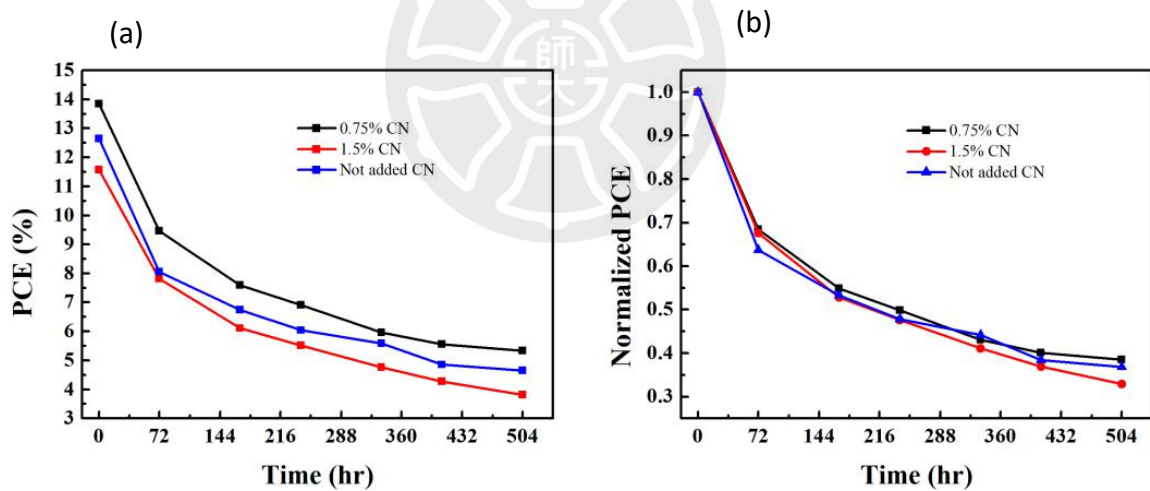 (a)
(b)
師大
PCE (%)
15
14
13
12
11
10
9
8
7
6
5
4
3
0.75% CN
1.5% CN
Not added CN
0 72 144 216 288 360 432 504
Time (hr)
Normalized PCE
1.0
0.9
0.8
0.7
0.6
0.5
0.4
0.3
0.75% CN
1.5% CN
Not added CN
0 72 144 216 288 360 432 504
Time (hr)